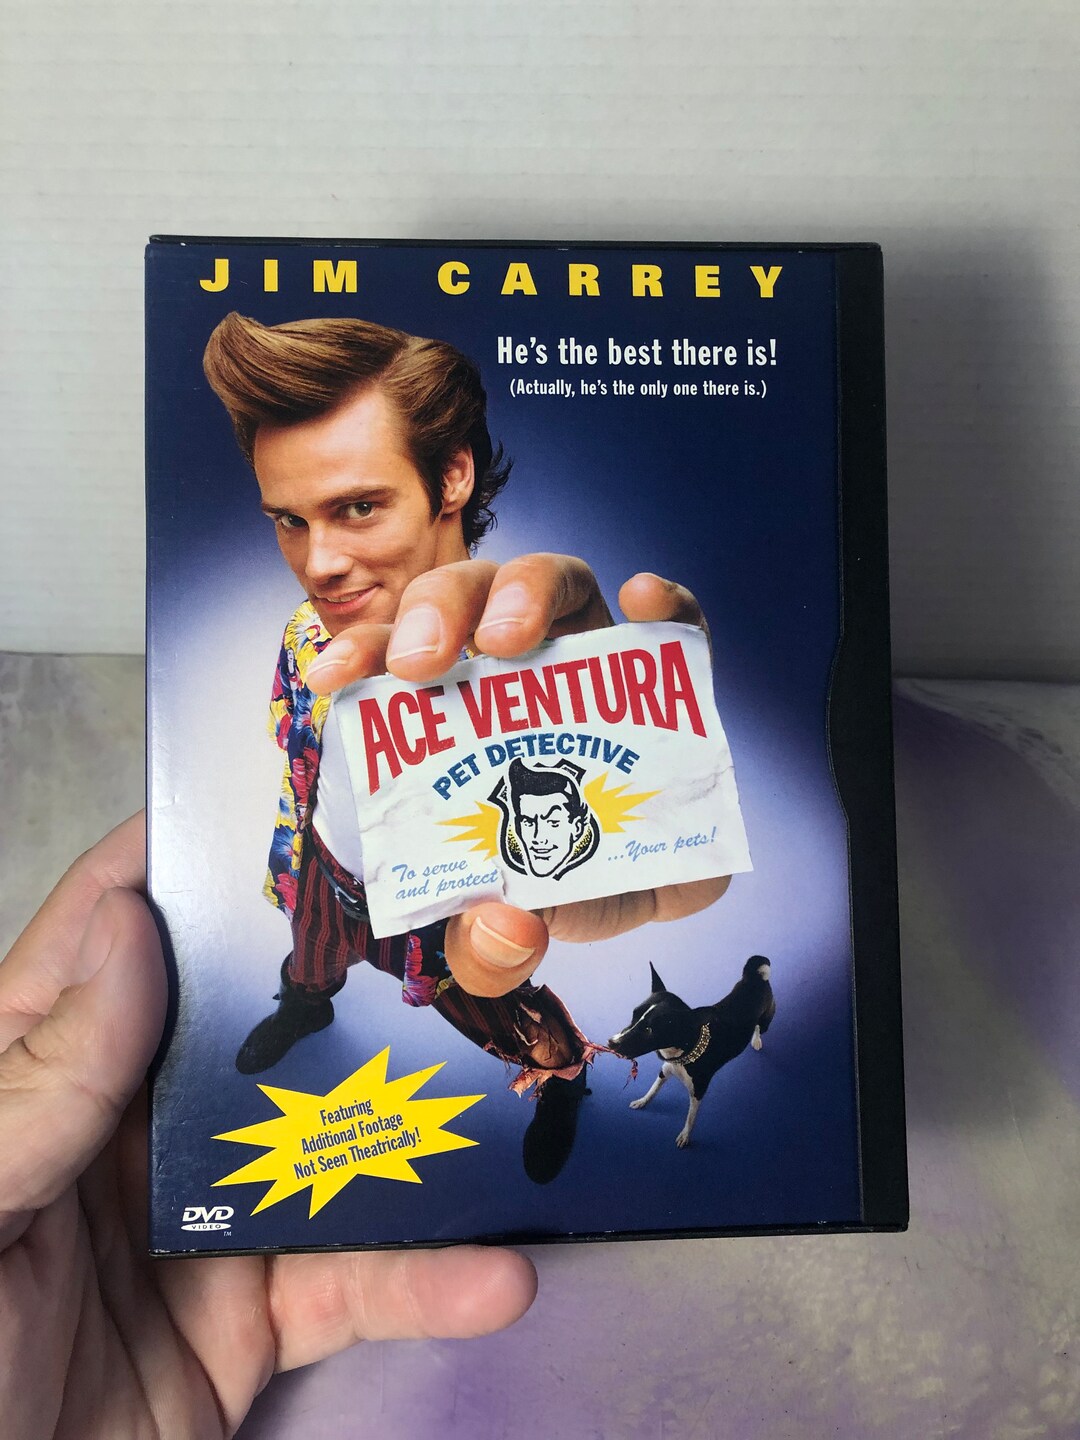 JIM CARREY
He's the best there is!
(Actually, he's the only one there is.)
ACE VENTURA
PET DETECTIVE
To serve
and protect
...Your pets!
Featuring
Additional Footage
Not Seen Theatrically!
DVD
VIDEO
TM